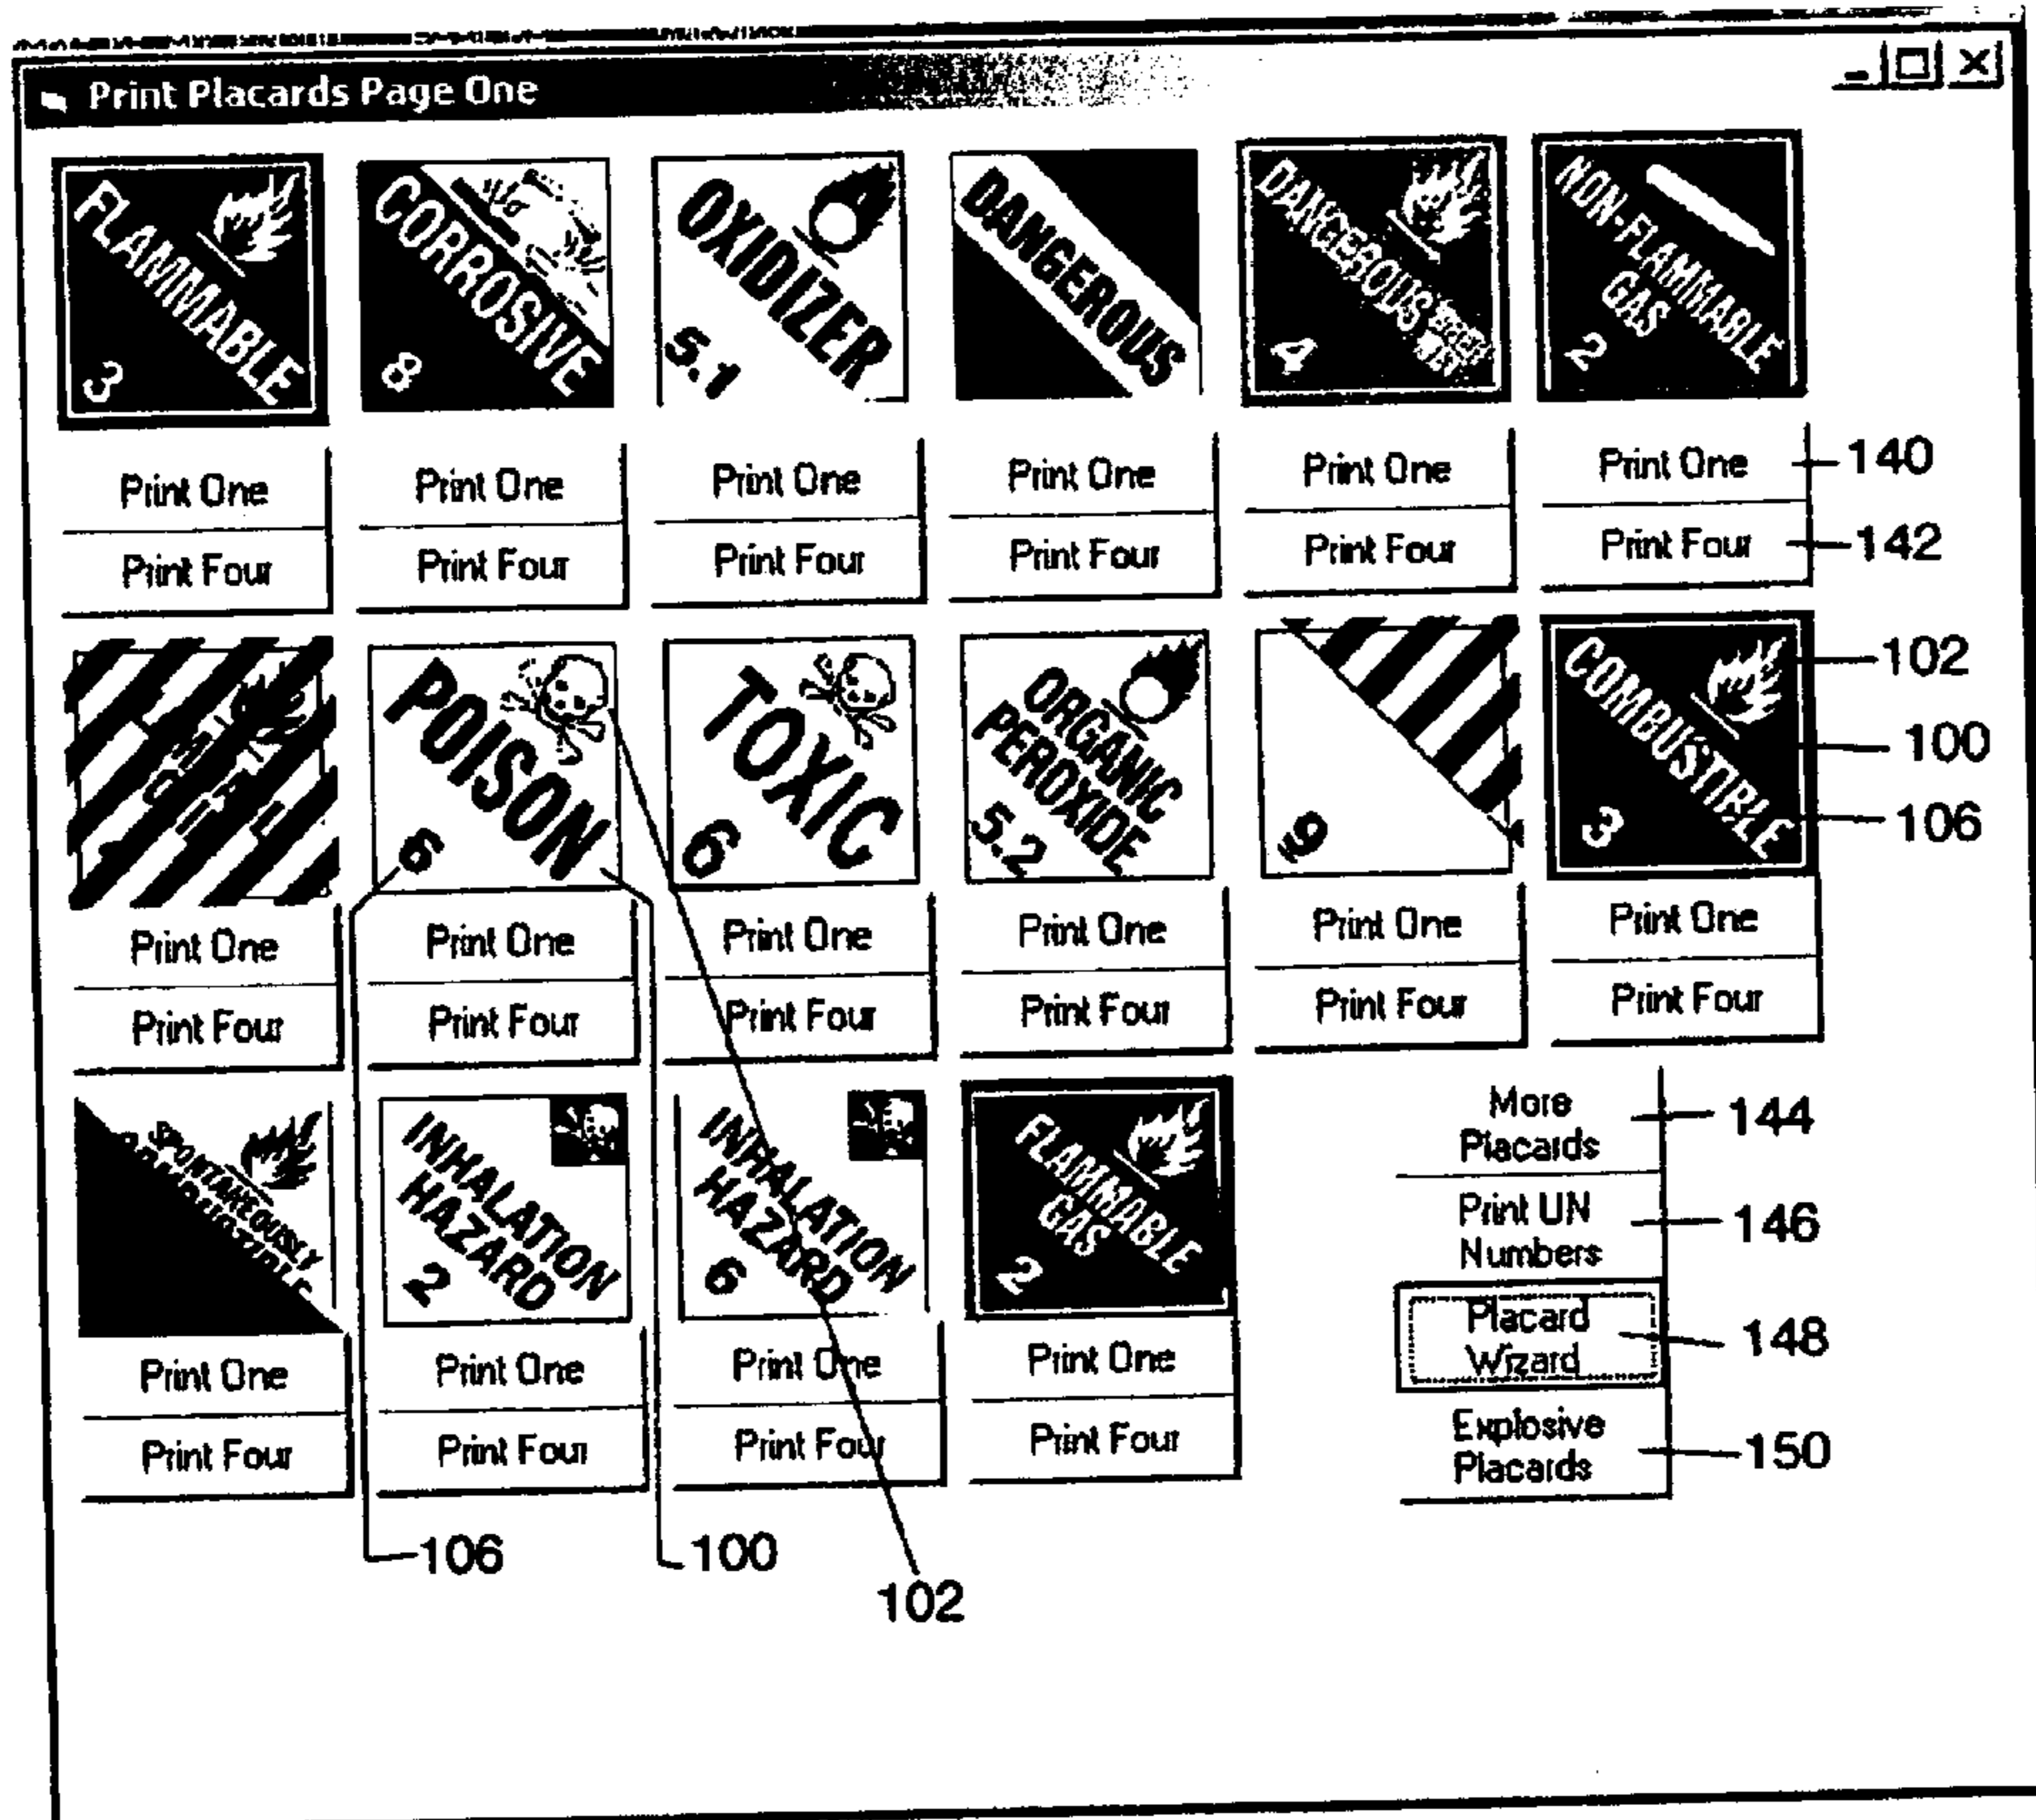 Print Placards Page One
FLAMMABLE
3
CORROSIVE
8
OXIDIZER
5.1
DANGEROUS
DANGEROUS
4
NON-FLAMMABLE
GAS
2
Print One
Print One
Print One
Print One
Print One
Print One
140
Print Four
Print Four
Print Four
Print Four
Print Four
Print Four
142
POISON
6
TOXIC
6
ORGANIC
PEROXIDE
5.2
9
COMBUSTIBLE
3
102
100
106
Print One
Print One
Print One
Print One
Print One
Print One
Print Four
Print Four
Print Four
Print Four
Print Four
Print Four
SPONTANEOUSLY
INHALATION
HAZARD
2
INHALATION
HAZARD
6
FLAMMABLE
GAS
2
More
Placards
144
Print UN
Numbers
146
Placard
Wizard
148
Explosive
Placards
150
Print One
Print One
Print One
Print One
Print Four
Print Four
Print Four
Print Four
106
100
102